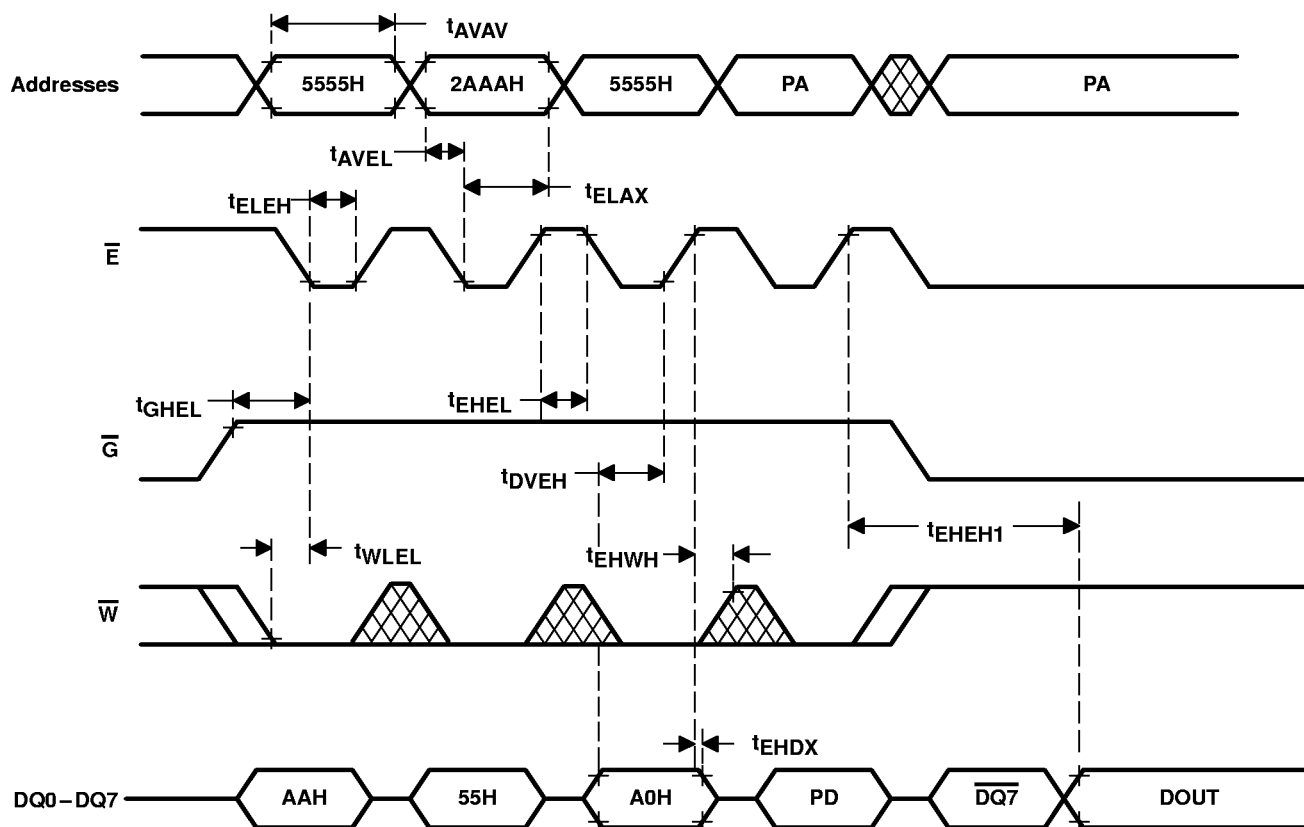 tAVAV
Addresses 5555H 2AAAH 5555H PA PA
tAVEL
tELAX
tELEH
E̅
tGHEL tEHEL
G̅
tDVEH
tEHEH1
tWLEL tEHWH
W̅
tEHDX
DQ0–DQ7 AAH 55H A0H PD D̅Q̅7̅ DOUT